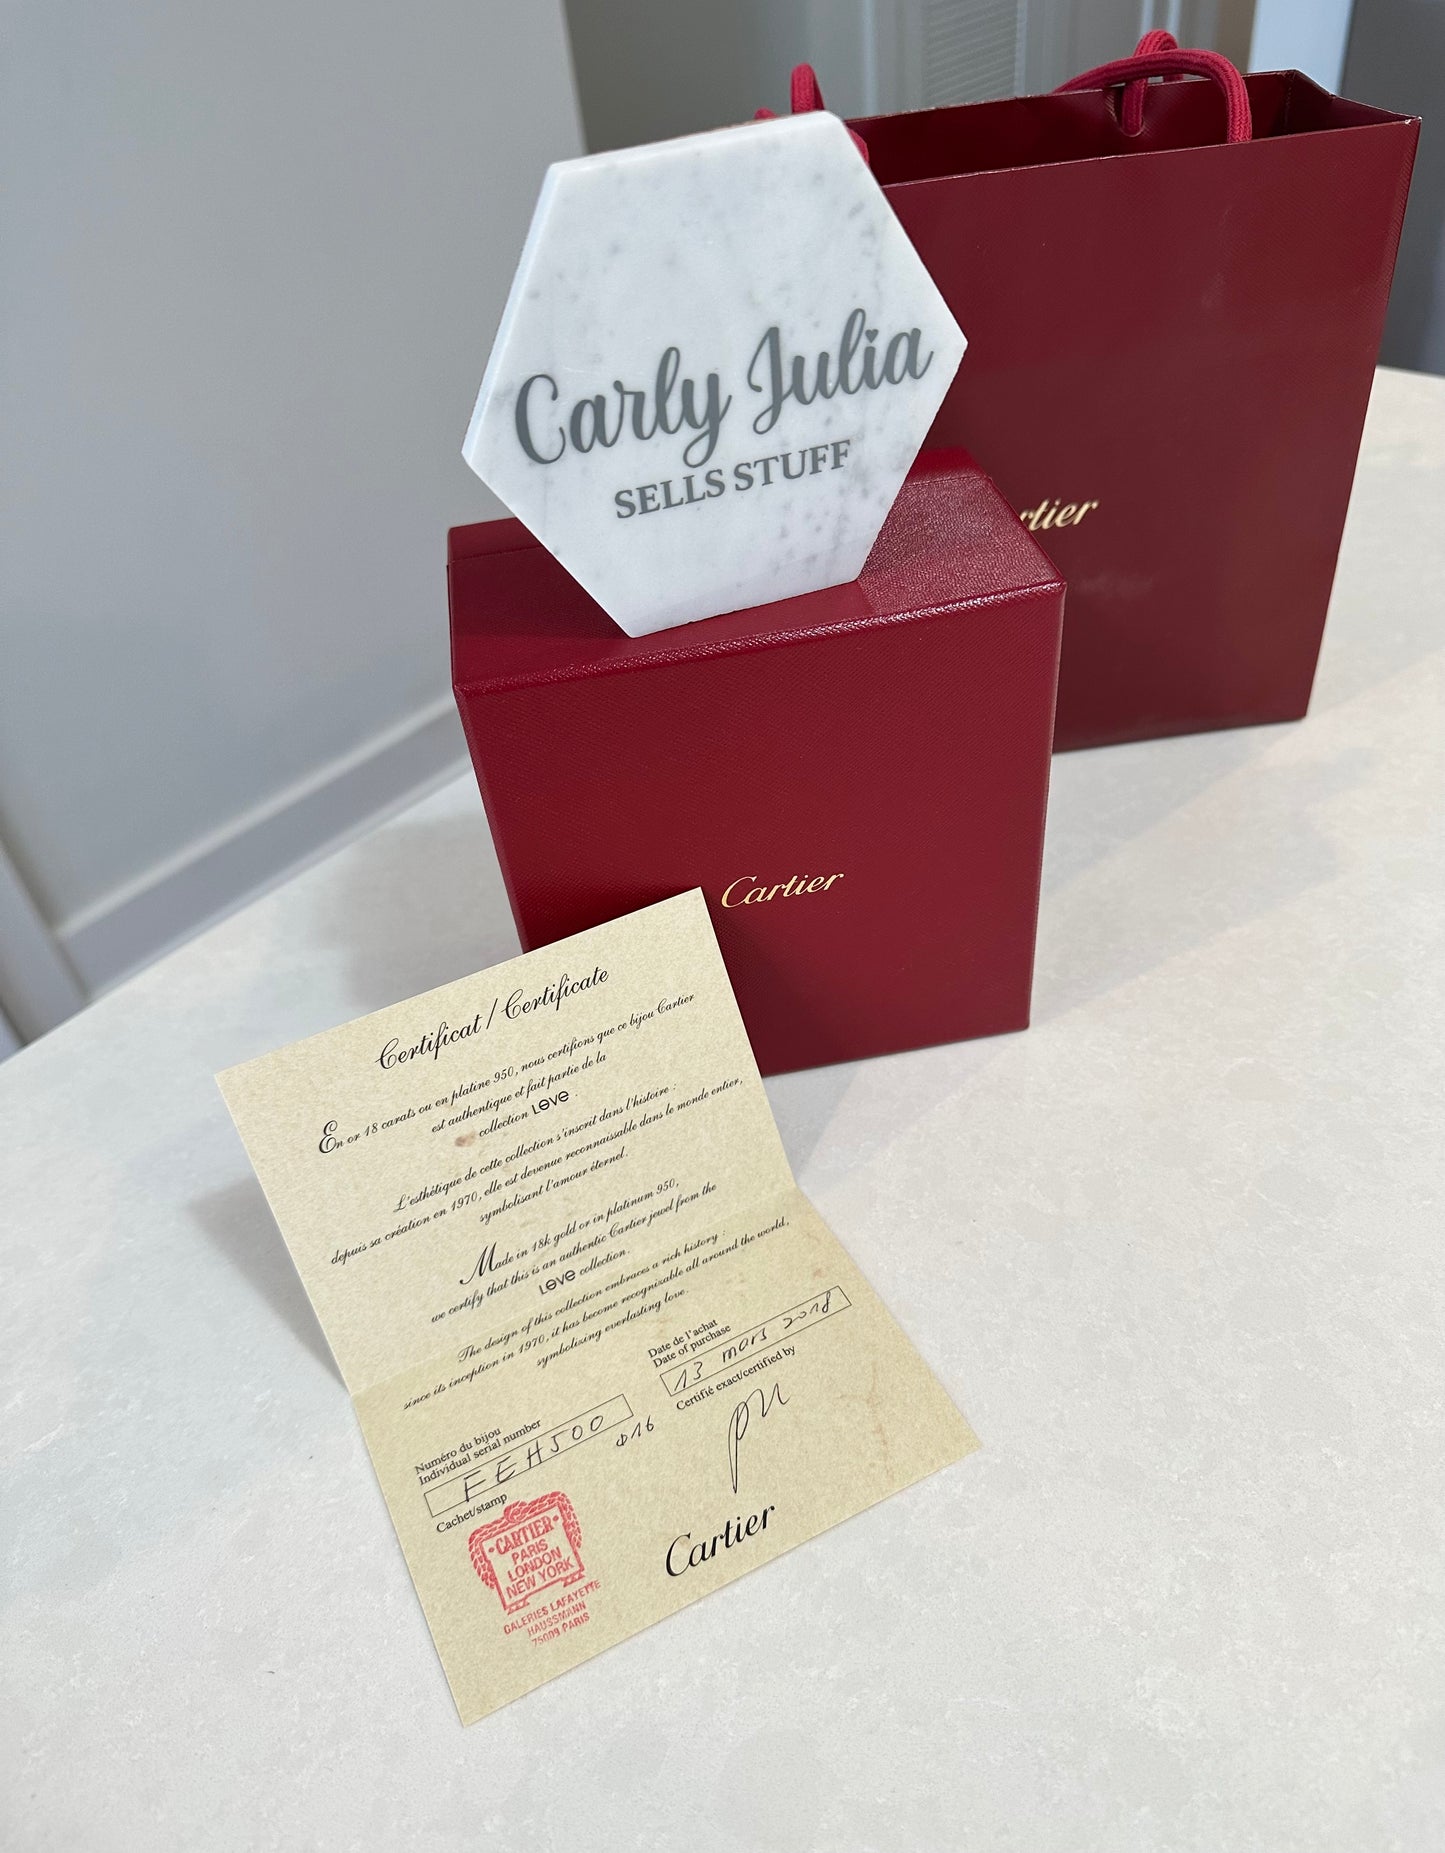 Carly Julia
SELLS STUFF
Cartier
Certificat / Certificate
En or 18 carats ou en platine 950, nous certifions que ce bijou Cartier
est authentique et fait partie de la
collection LOVE .
L'esthétique de cette collection s'inscrit dans l'histoire :
depuis sa création en 1970, elle est devenue reconnaissable dans le monde entier,
symbolisant l'amour éternel.
Made in 18k gold or in platinum 950,
we certify that this is an authentic Cartier jewel from the
LOVE collection.
The design of this collection embraces a rich history :
since its inception in 1970, it has become recognizable all around the world,
symbolizing everlasting love.
Date de l'achat
Date of purchase
13 mars 2018
Certifié exact/certified by
Numéro du bijou
Individual serial number
EEH500
Φ16
Cachet/stamp
·CARTIER·
PARIS
LONDON
NEW YORK
GALERIES LAFAYETTE
HAUSSMANN
75009 PARIS
Cartier